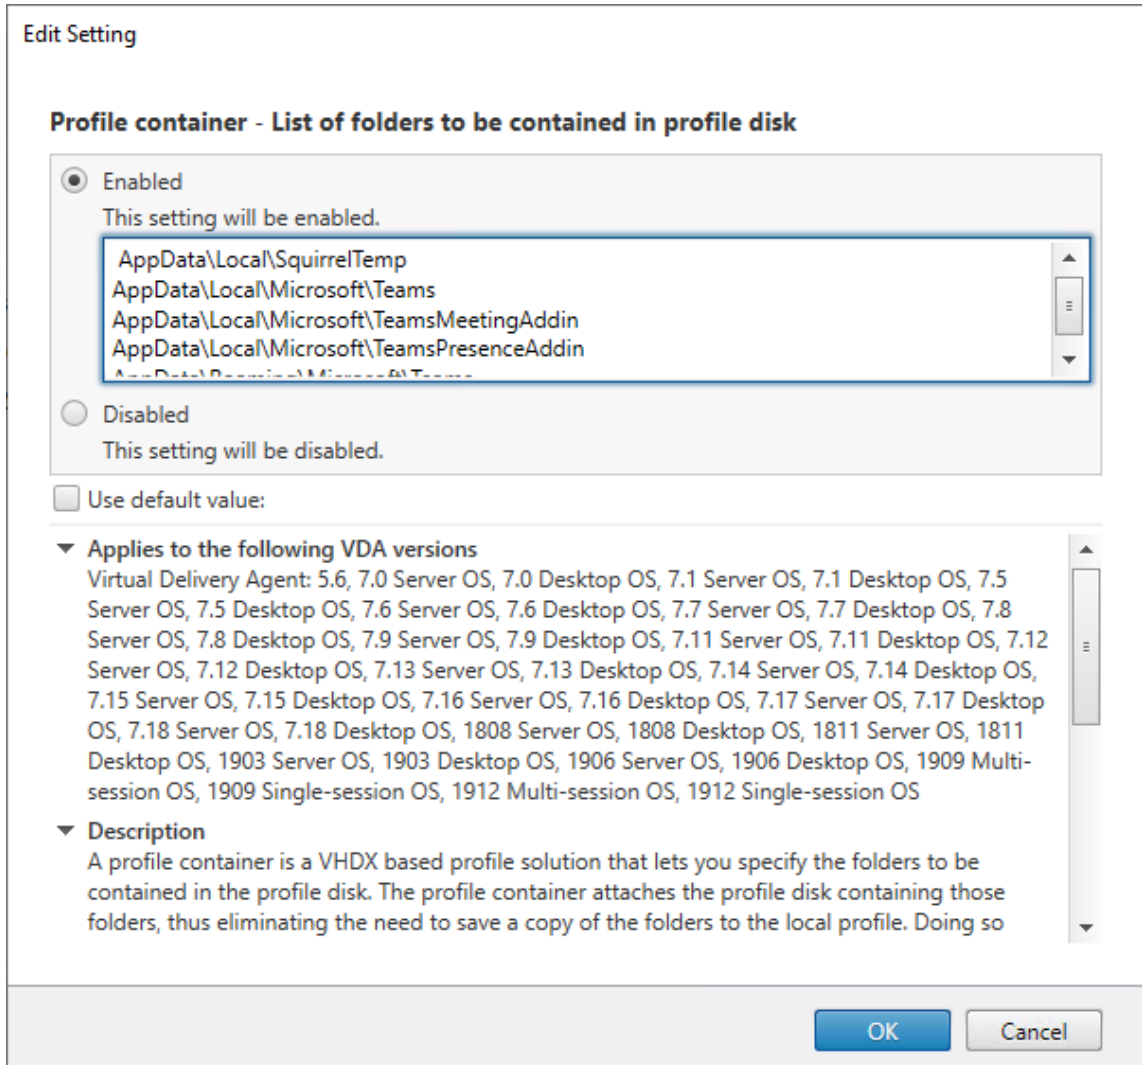 Edit Setting
Profile container - List of folders to be contained in profile disk
Enabled
This setting will be enabled.
AppData\Local\SquirrelTemp
AppData\Local\Microsoft\Teams
AppData\Local\Microsoft\TeamsMeetingAddin
AppData\Local\Microsoft\TeamsPresenceAddin
AppData\Roaming\Microsoft\Teams
Disabled
This setting will be disabled.
Use default value:
Applies to the following VDA versions
Virtual Delivery Agent: 5.6, 7.0 Server OS, 7.0 Desktop OS, 7.1 Server OS, 7.1 Desktop OS, 7.5
Server OS, 7.5 Desktop OS, 7.6 Server OS, 7.6 Desktop OS, 7.7 Server OS, 7.7 Desktop OS, 7.8
Server OS, 7.8 Desktop OS, 7.9 Server OS, 7.9 Desktop OS, 7.11 Server OS, 7.11 Desktop OS, 7.12
Server OS, 7.12 Desktop OS, 7.13 Server OS, 7.13 Desktop OS, 7.14 Server OS, 7.14 Desktop OS,
7.15 Server OS, 7.15 Desktop OS, 7.16 Server OS, 7.16 Desktop OS, 7.17 Server OS, 7.17 Desktop
OS, 7.18 Server OS, 7.18 Desktop OS, 1808 Server OS, 1808 Desktop OS, 1811 Server OS, 1811
Desktop OS, 1903 Server OS, 1903 Desktop OS, 1906 Server OS, 1906 Desktop OS, 1909 Multi-
session OS, 1909 Single-session OS, 1912 Multi-session OS, 1912 Single-session OS
Description
A profile container is a VHDX based profile solution that lets you specify the folders to be
contained in the profile disk. The profile container attaches the profile disk containing those
folders, thus eliminating the need to save a copy of the folders to the local profile. Doing so
OK
Cancel